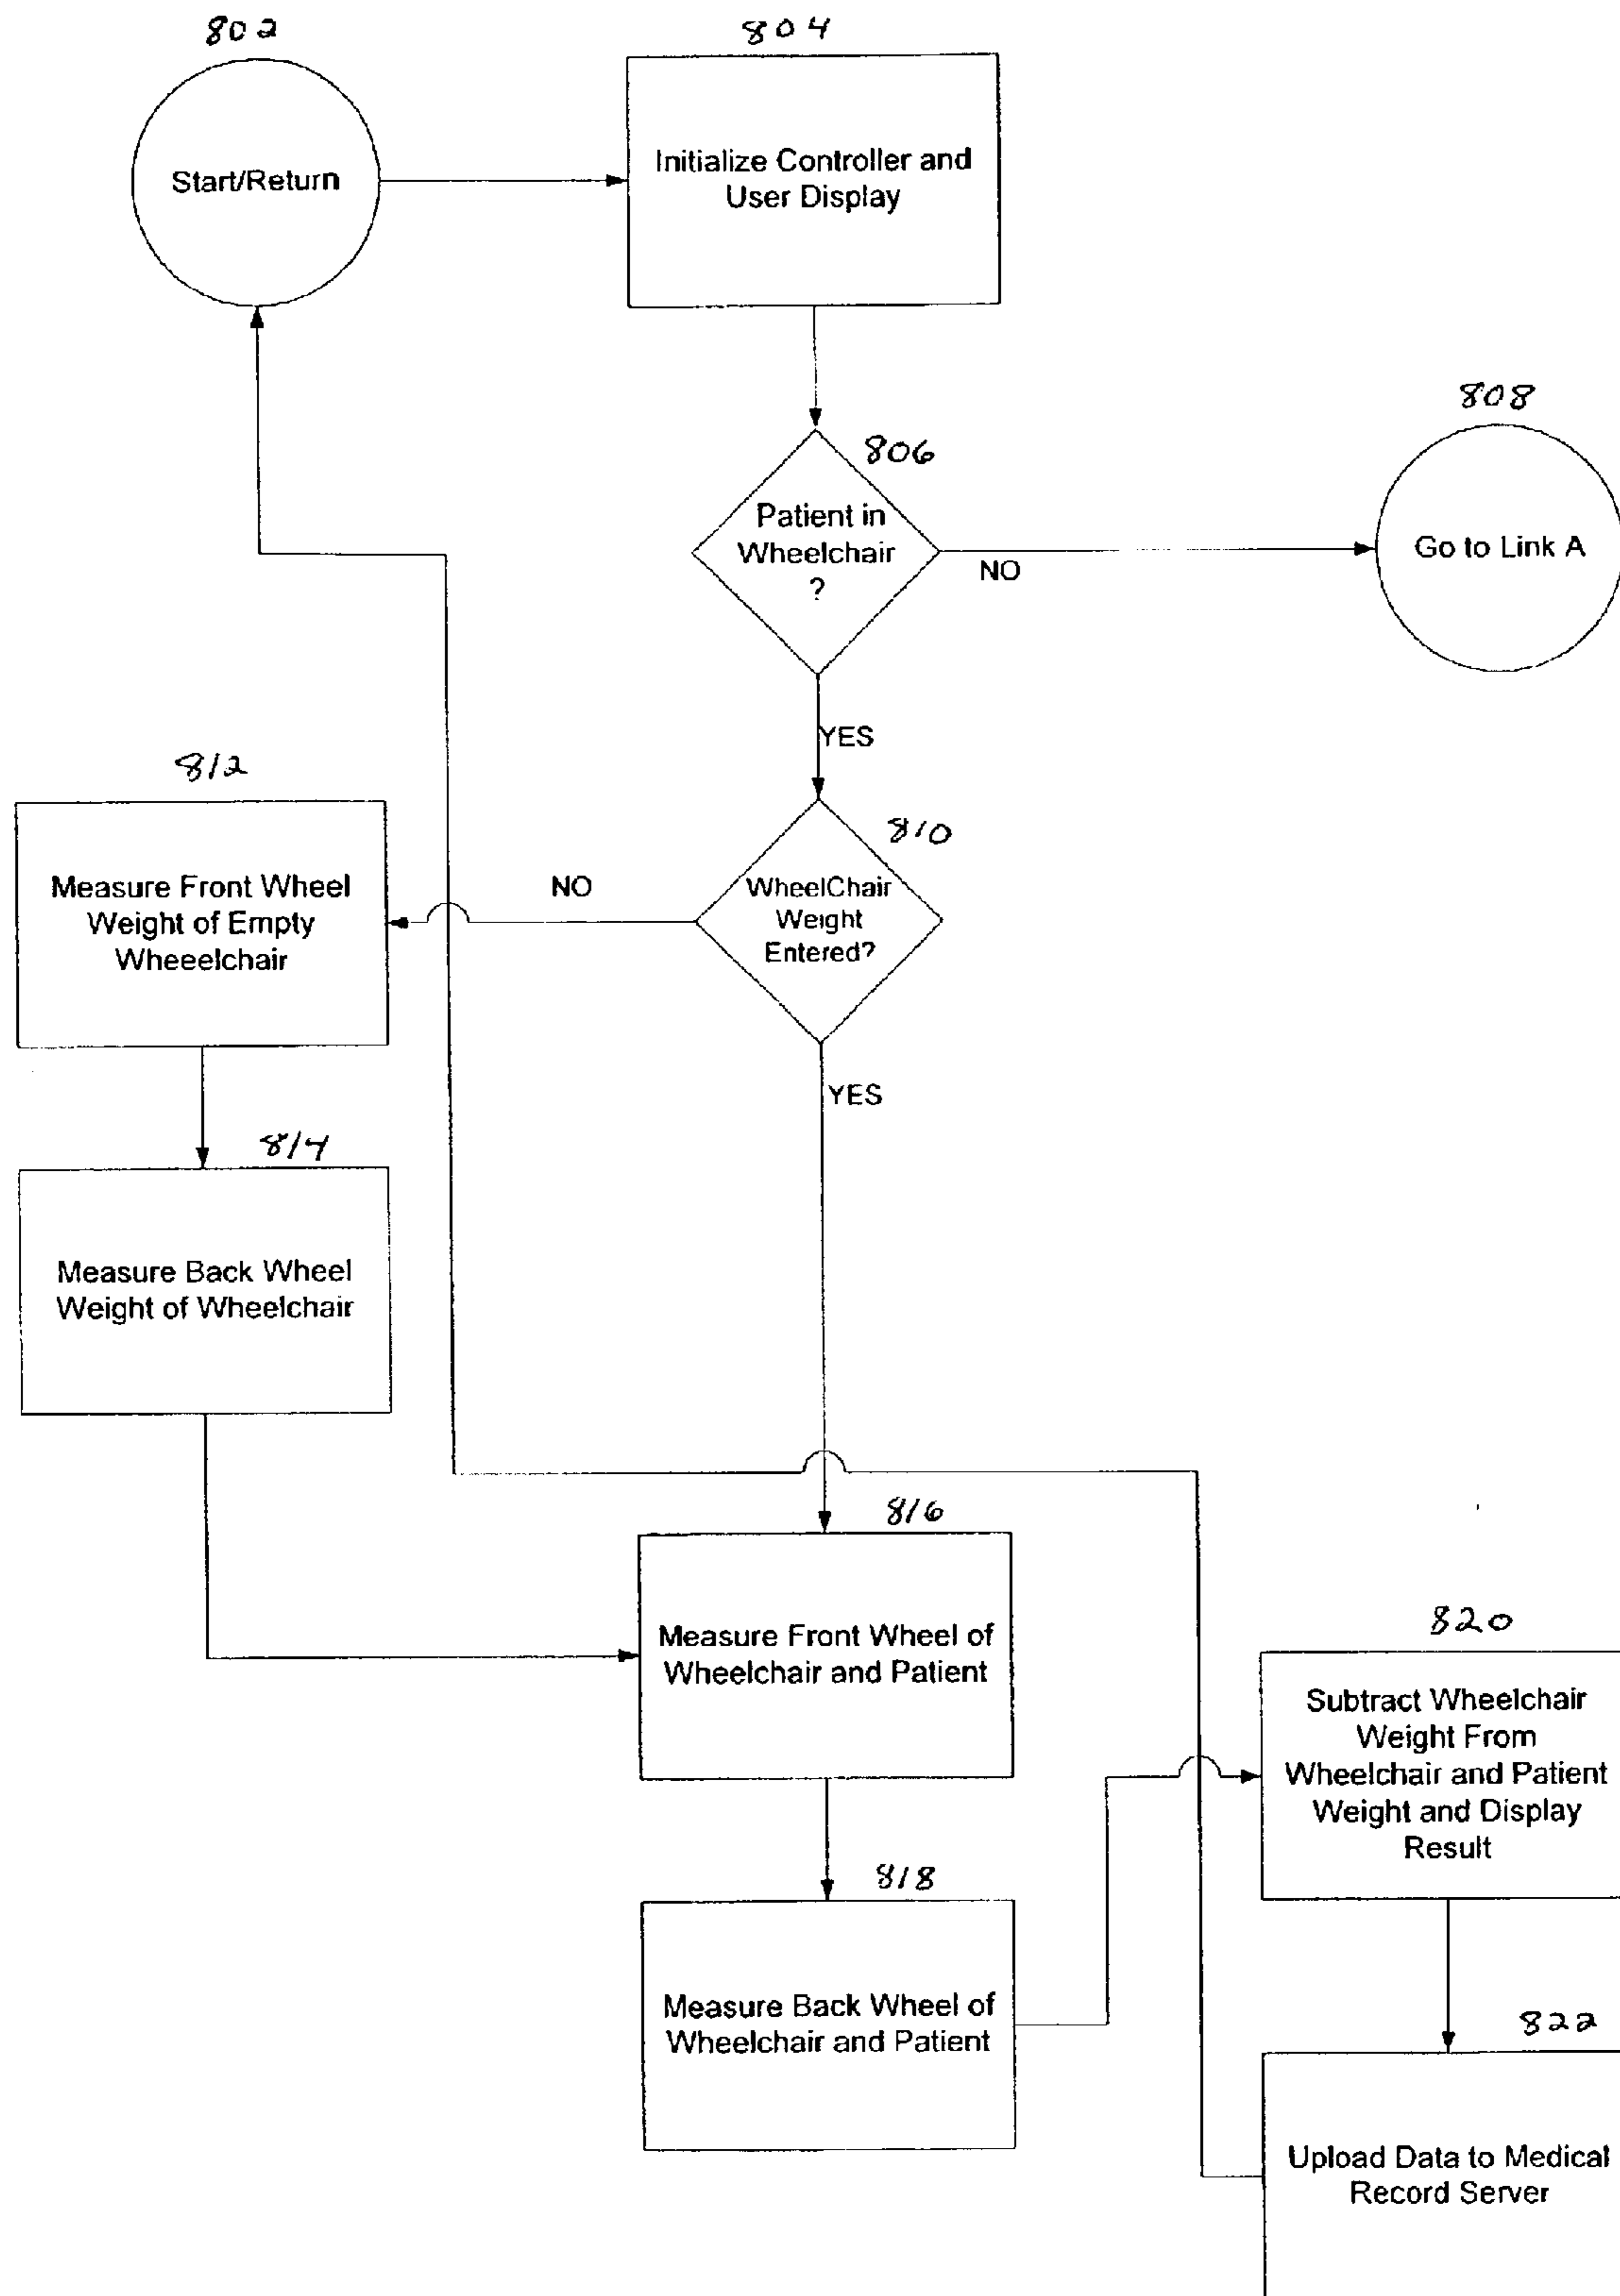 802
804
Start/Return
Initialize Controller and
User Display
806
Patient in
Wheelchair
?
NO
808
Go to Link A
YES
810
WheelChair
Weight
Entered?
NO
812
Measure Front Wheel
Weight of Empty
Wheeelchair
YES
814
Measure Back Wheel
Weight of Wheelchair
816
Measure Front Wheel of
Wheelchair and Patient
818
Measure Back Wheel of
Wheelchair and Patient
820
Subtract Wheelchair
Weight From
Wheelchair and Patient
Weight and Display
Result
822
Upload Data to Medical
Record Server